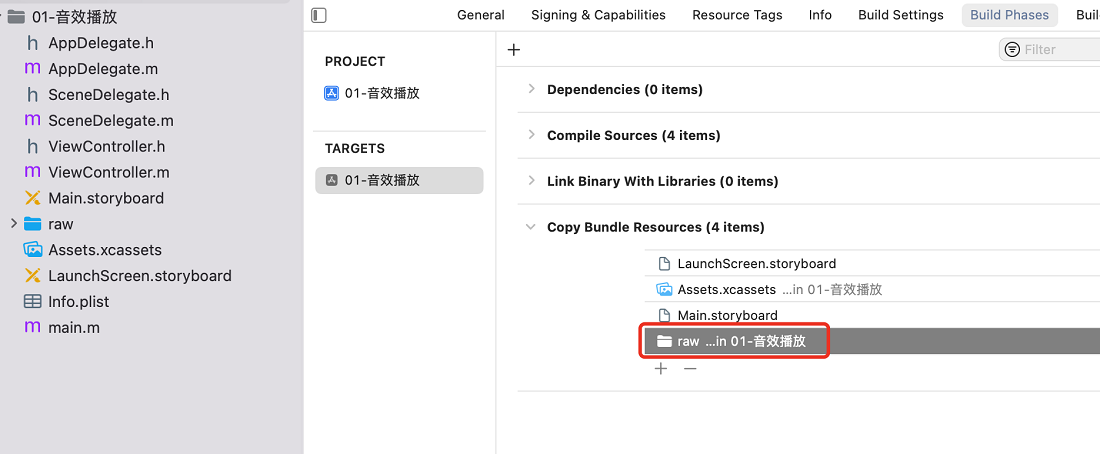 01-音效播放
AppDelegate.h
AppDelegate.m
SceneDelegate.h
SceneDelegate.m
ViewController.h
ViewController.m
Main.storyboard
raw
Assets.xcassets
LaunchScreen.storyboard
Info.plist
main.m
General Signing & Capabilities Resource Tags Info Build Settings Build Phases Buil
Filter
PROJECT
01-音效播放
TARGETS
01-音效播放
Dependencies (0 items)
Compile Sources (4 items)
Link Binary With Libraries (0 items)
Copy Bundle Resources (4 items)
LaunchScreen.storyboard
Assets.xcassets ...in 01-音效播放
Main.storyboard
raw ...in 01-音效播放